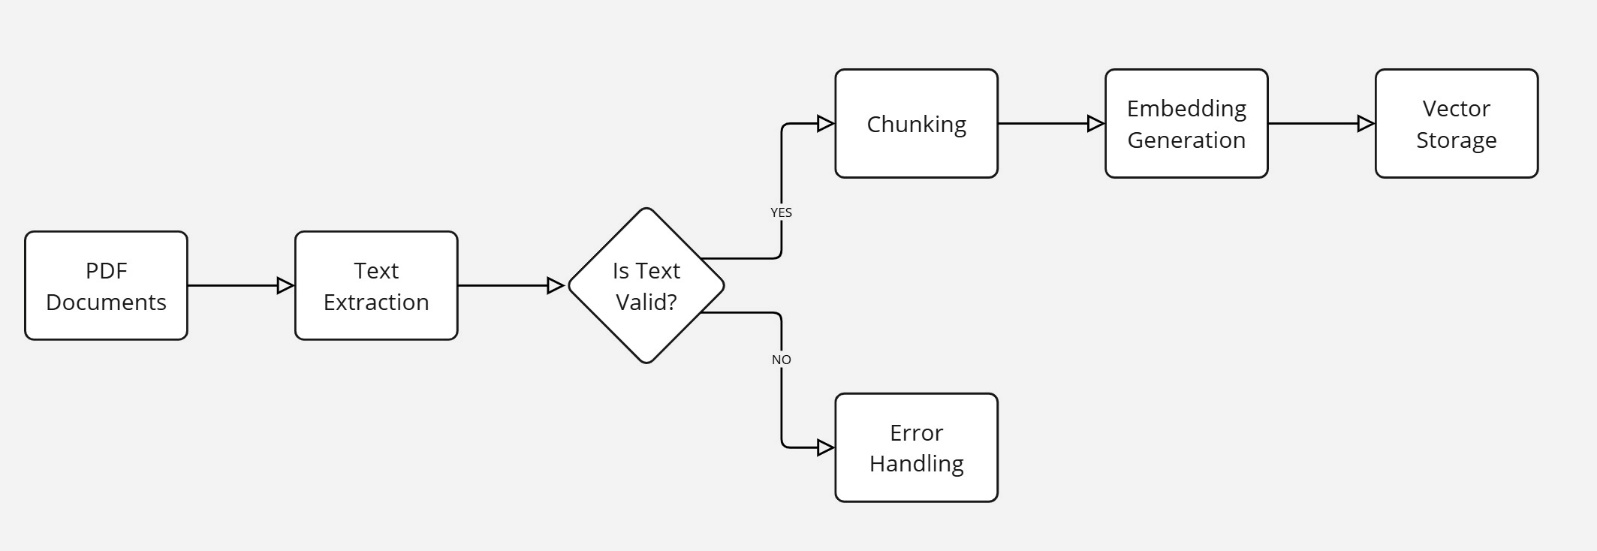 PDF
Documents
Text
Extraction
Is Text
Valid?
YES
Chunking
Embedding
Generation
Vector
Storage
NO
Error
Handling